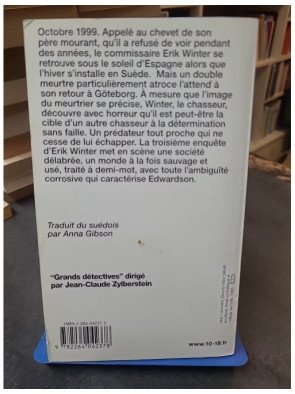 Octobre 1999. Appelé au chevet de son
père mourant, qu'il a refusé de voir pendant
des années, le commissaire Erik Winter se
retrouve sous le soleil d'Espagne alors que
l'hiver s'installe en Suède. Mais un double
meurtre particulièrement atroce l'attend à
son retour à Göteborg. A mesure que l'image
du meurtrier se précise, Winter, le chasseur,
découvre avec horreur qu'il est peut-être la
cible d'un autre chasseur à la détermination
sans faille. Un prédateur tout proche qui ne
cesse de lui échapper. La troisième enquête
d'Erik Winter met en scène une société
délabrée, un monde à la fois sauvage et
usé, traité à demi-mot, avec toute l'ambiguïté
corrosive qui caractérise Edwardson.
Traduit du suédois
par Anna Gibson
"Grands détectives" dirigé
par Jean-Claude Zylberstein
9 782264 042378
www.10-18.fr